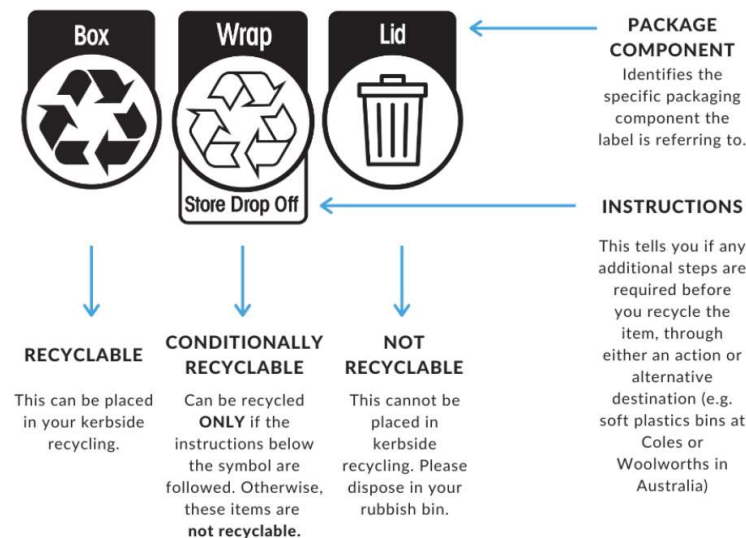 Box
Wrap
Lid
Store Drop Off
PACKAGE
COMPONENT
Identifies the
specific packaging
component the
label is referring to.
INSTRUCTIONS
This tells you if any
additional steps are
required before
you recycle the
item, through
either an action or
alternative
destination (e.g.
soft plastics bins at
Coles or
Woolworths in
Australia)
RECYCLABLE
This can be placed
in your kerbside
recycling.
CONDITIONALLY
RECYCLABLE
Can be recycled
ONLY if the
instructions below
the symbol are
followed. Otherwise,
these items are
not recyclable.
NOT
RECYCLABLE
This cannot be
placed in
kerbside
recycling. Please
dispose in your
rubbish bin.